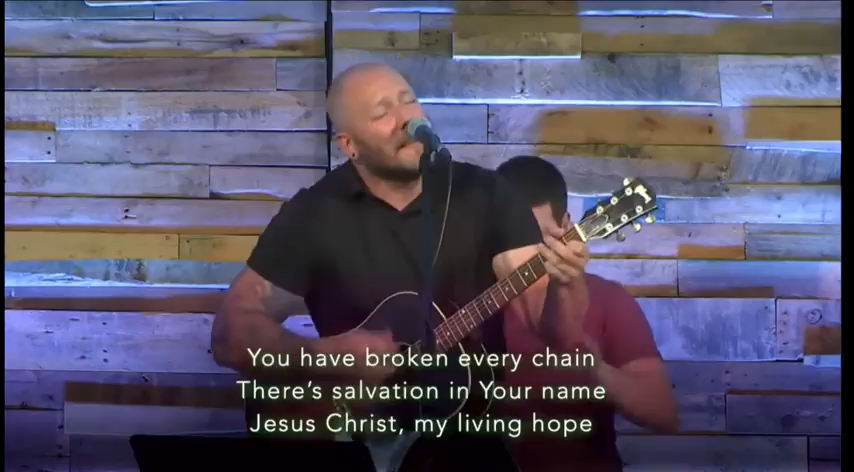 You have broken every chain
There's salvation in Your name
Jesus Christ, my living hope